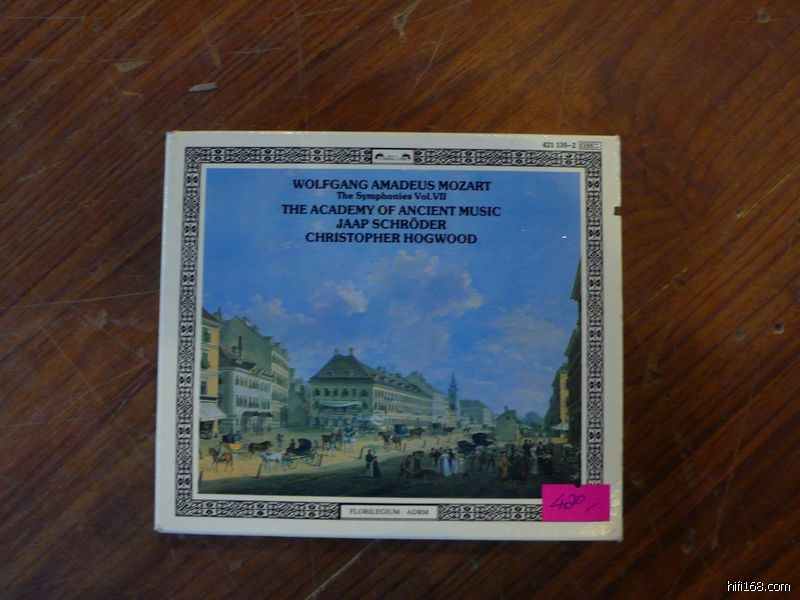 421 135-2
WOLFGANG AMADEUS MOZART
The Symphonies Vol.VII
THE ACADEMY OF ANCIENT MUSIC
JAAP SCHRÖDER
CHRISTOPHER HOGWOOD
FLORILEGIUM · ADRM
420,-
hifi168.com